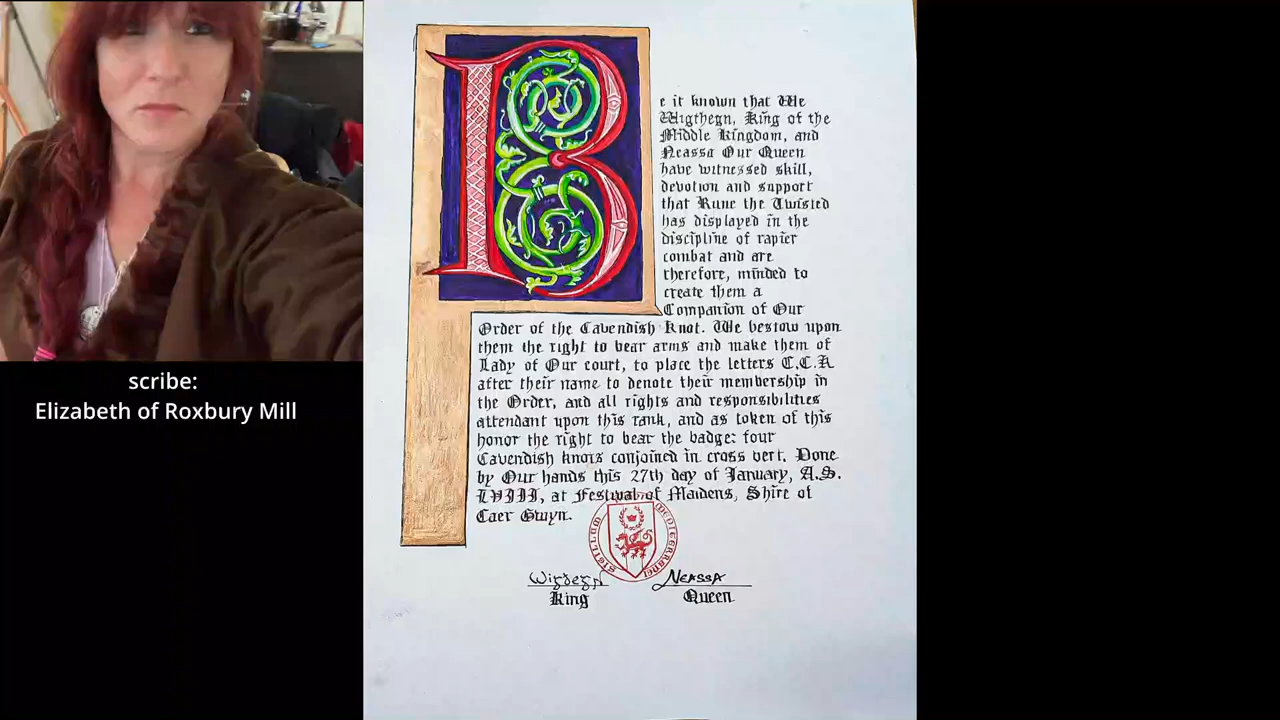 scribe:
Elizabeth of Roxbury Mill
Be it known that We
Wigthegn, King of the
Middle Kingdom, and
Neassa Our Queen
have witnessed skill,
devotion and support
that Rune the Twisted
has displayed in the
discipline of rapier
combat and are
therefore, minded to
create them a
Companion of Our
Order of the Cavendish Knot. We bestow upon
them the right to bear arms and make them of
Lady of Our court, to place the letters C.C.K
after their name to denote their membership in
the Order, and all rights and responsibilities
attendant upon this rank, and as token of this
honor the right to bear the badge: four
Cavendish knots conjoined in cross vert. Done
by Our hands this 27th day of January, A.S.
LVIII, at Festival of Maidens, Shire of
Caer Gwyn.
SIGILLUM MEDITERRANEI
Wigðegn NEASSA
King Queen